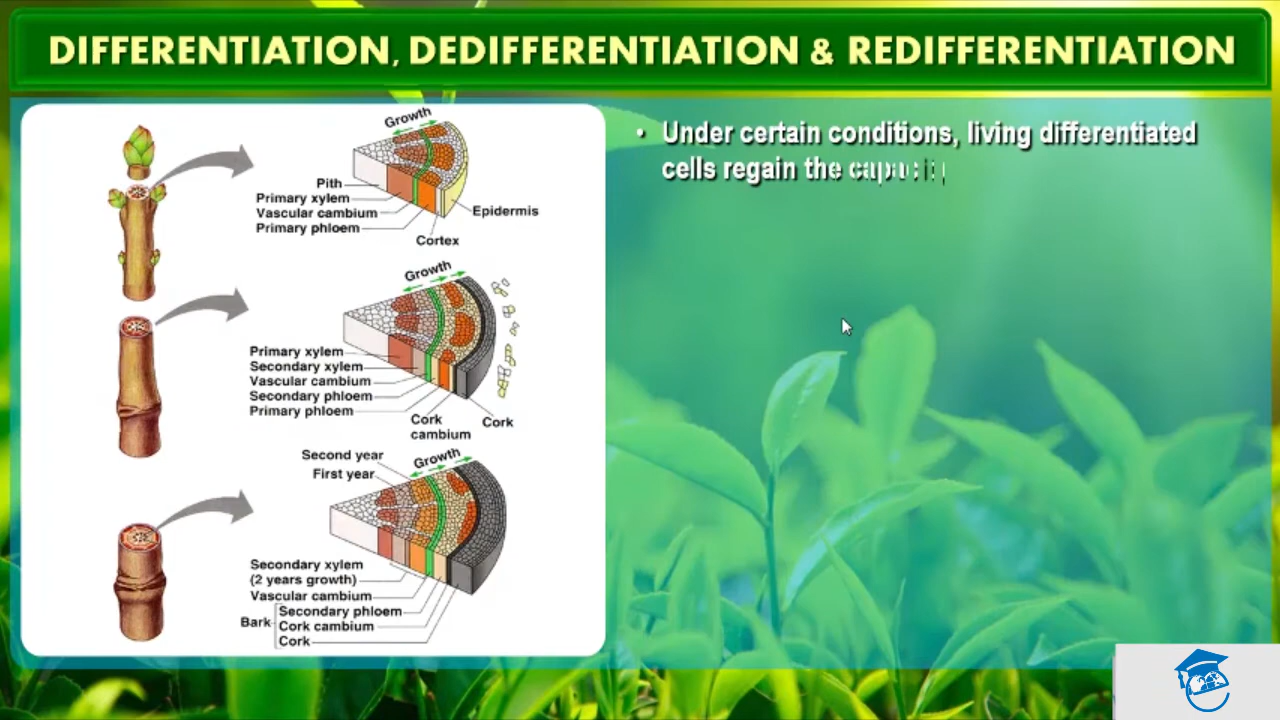 DIFFERENTIATION, DEDIFFERENTIATION & REDIFFERENTIATION
Growth
Pith
Primary xylem
Vascular cambium
Primary phloem
Epidermis
Cortex
Growth
Primary xylem
Secondary xylem
Vascular cambium
Secondary phloem
Primary phloem
Cork
cambium
Cork
Second year
First year
Growth
Secondary xylem
(2 years growth)
Vascular cambium
Bark
Secondary phloem
Cork cambium
Cork
• Under certain conditions, living differentiated
cells regain the